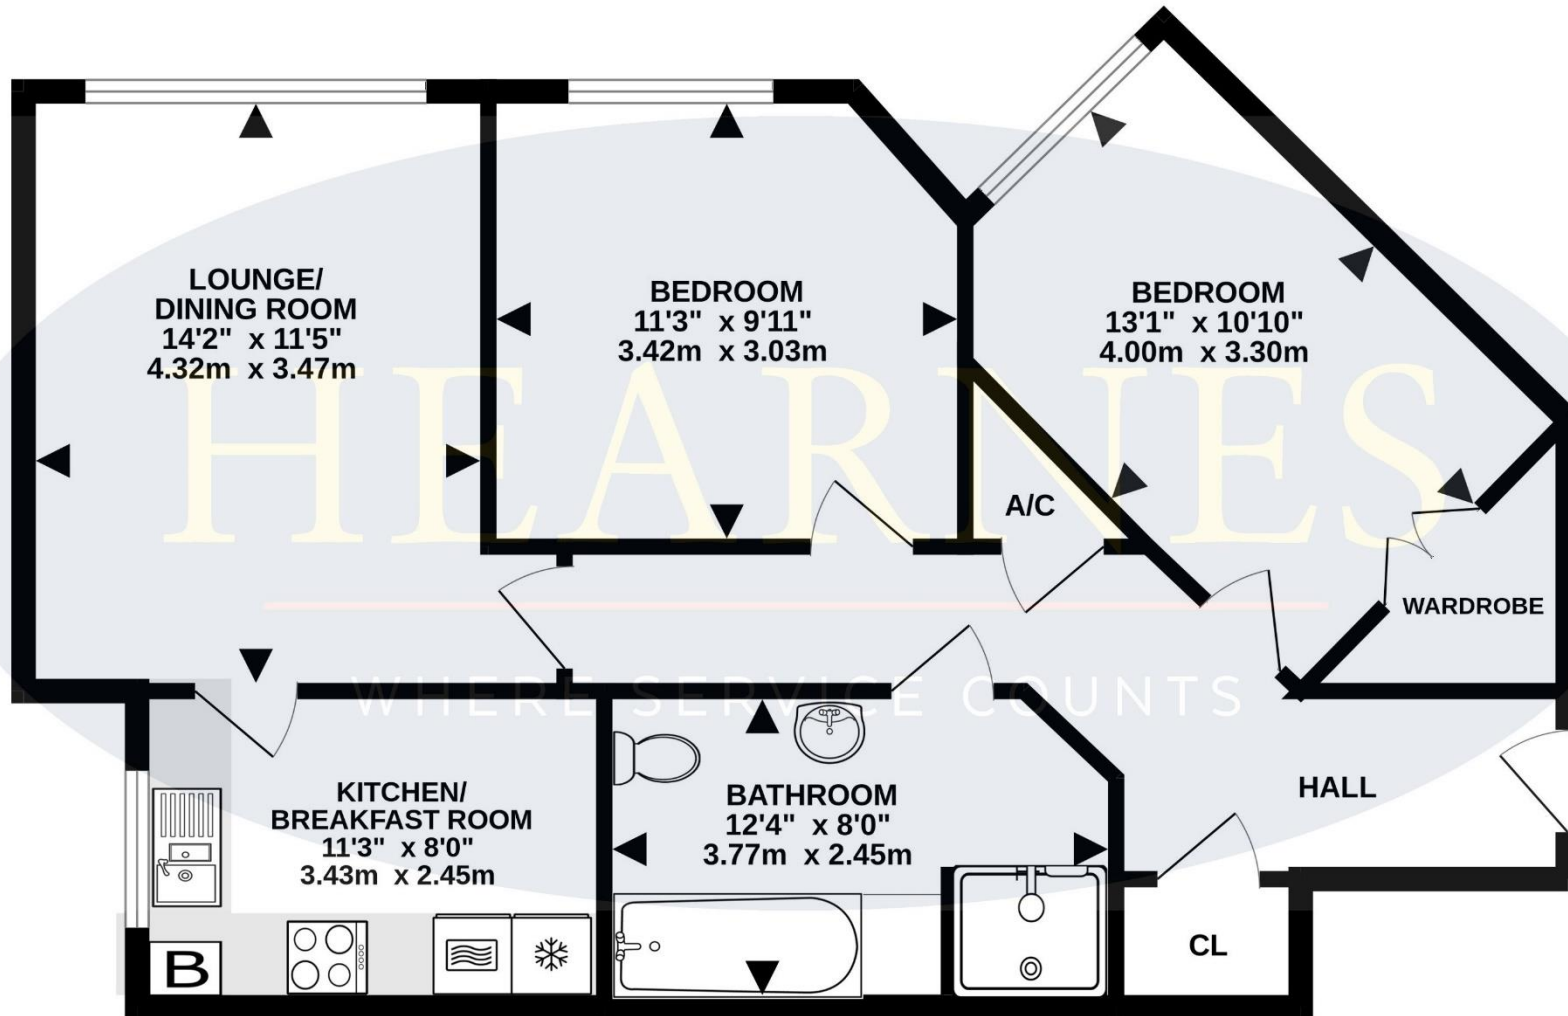 LOUNGE/
DINING ROOM
14'2" x 11'5"
4.32m x 3.47m
BEDROOM
11'3" x 9'11"
3.42m x 3.03m
BEDROOM
13'1" x 10'10"
4.00m x 3.30m
A/C
WARDROBE
HEARNES
WHERE SERVICE COUNTS
KITCHEN/
BREAKFAST ROOM
11'3" x 8'0"
3.43m x 2.45m
BATHROOM
12'4" x 8'0"
3.77m x 2.45m
HALL
CL
B